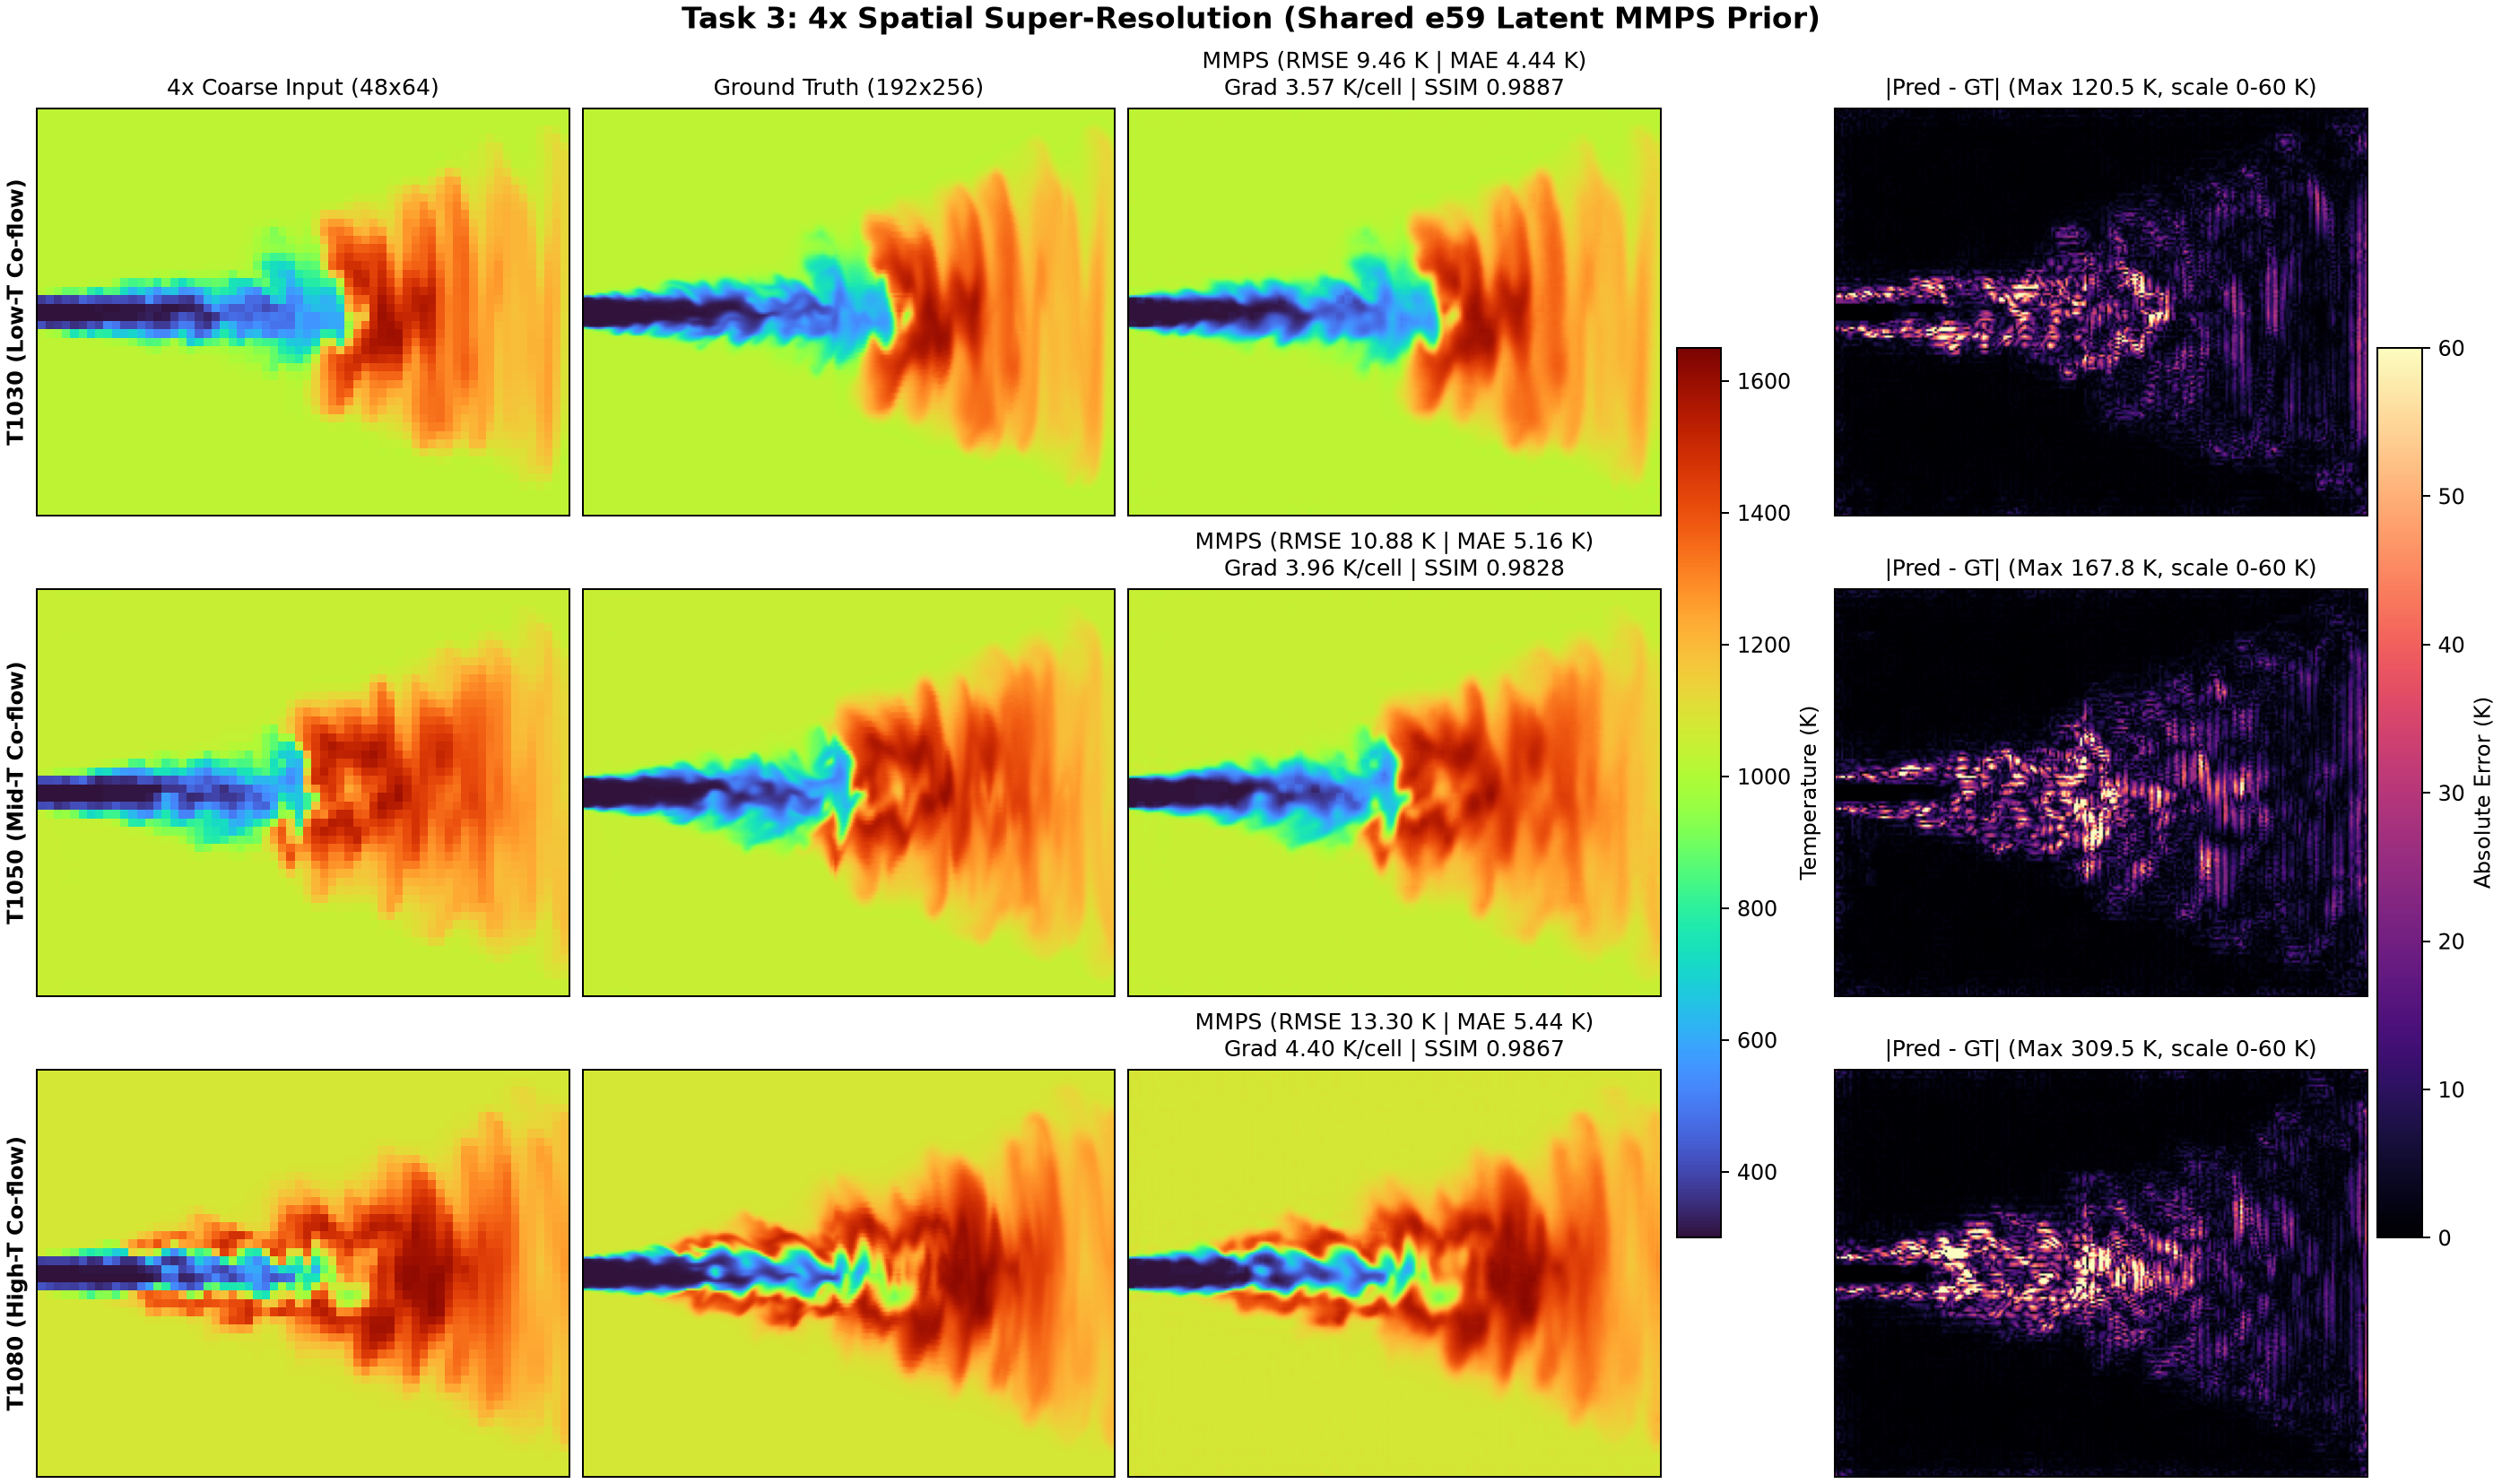 Task 3: 4x Spatial Super-Resolution (Shared e59 Latent MMPS Prior)
4x Coarse Input (48x64)
Ground Truth (192x256)
MMPS (RMSE 9.46 K | MAE 4.44 K)
Grad 3.57 K/cell | SSIM 0.9887
|Pred - GT| (Max 120.5 K, scale 0-60 K)
T1030 (Low-T Co-flow)
MMPS (RMSE 10.88 K | MAE 5.16 K)
Grad 3.96 K/cell | SSIM 0.9828
|Pred - GT| (Max 167.8 K, scale 0-60 K)
T1050 (Mid-T Co-flow)
MMPS (RMSE 13.30 K | MAE 5.44 K)
Grad 4.40 K/cell | SSIM 0.9867
|Pred - GT| (Max 309.5 K, scale 0-60 K)
T1080 (High-T Co-flow)
1600
1400
1200
1000
800
600
400
Temperature (K)
60
50
40
30
20
10
0
Absolute Error (K)